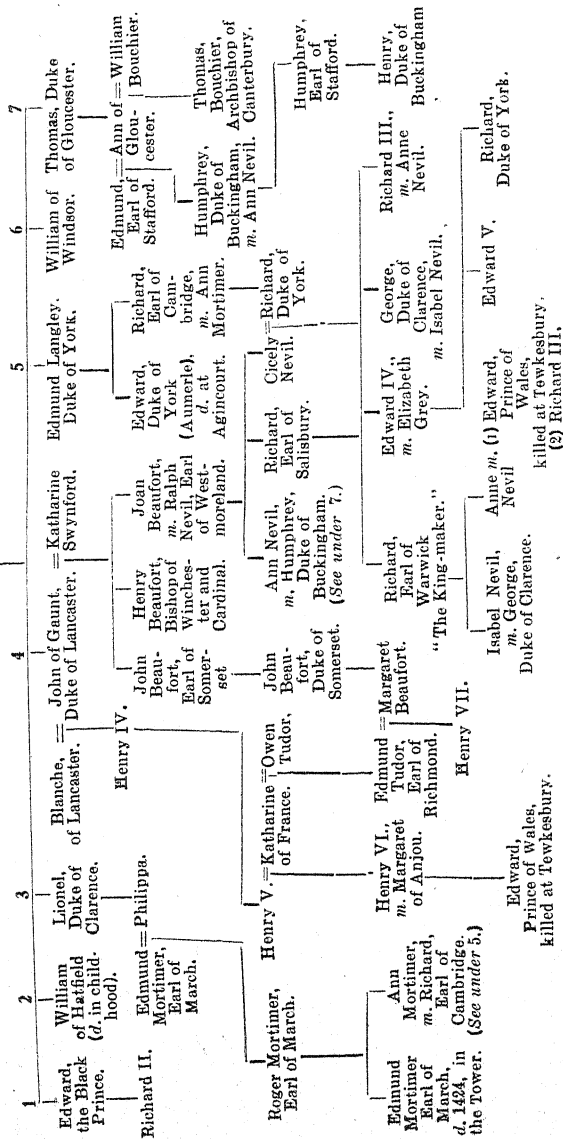 1
Edward,
the Black
Prince.
Richard II.
2
William
of Hatfield
(d. in child-
hood).
3
Lionel,
Duke of
Clarence.
Edmund = Philippa.
Mortimer,
Earl of
March.
Roger Mortimer,
Earl of March.
Edmund
Mortimer
Earl of
March,
d. 1424, in
the Tower.
Ann
Mortimer,
m. Richard,
Earl of
Cambridge.
(See under 5.)
4
Blanche, = John of Gaunt, = Katharine
of Lancaster. Duke of Lancaster. Swynford.
Henry IV.
Henry V. = Katharine = Owen
of France. Tudor,
Henry VI.,
m. Margaret
of Anjou.
Edward,
Prince of Wales,
killed at Tewkesbury.
Edmund = Margaret
Tudor, Beaufort.
Earl of
Richmond.
Henry VII.
John
Beau-
fort,
Earl of
Somer-
set
John
Beau-
fort,
Duke of
Somerset.
Henry
Beaufort,
Bishop of
Winches-
ter and
Cardinal.
Joan
Beaufort,
m. Ralph
Nevil, Earl
of West-
moreland.
Ann Nevil,
m. Humphrey,
Duke of
Buckingham.
(See under 7.)
Richard,
Earl of
Salisbury.
Cicely = Richard,
Nevil. Duke of
York.
Richard,
Earl of
Warwick
"The King-maker."
Isabel Nevil,
m. George,
Duke of Clarence.
Anne m. (1) Edward,
Nevil Prince of
Wales,
killed at Tewkesbury.
(2) Richard III.
5
Edmund Langley.
Duke of York.
Edward,
Duke of
York
(Aumerle).
d. at
Agincourt.
Richard,
Earl of
Cam-
bridge,
m. Ann
Mortimer.
Edward IV.,
m. Elizabeth
Grey.
George,
Duke of
Clarence,
m. Isabel Nevil.
Richard III.,
m. Anne
Nevil.
Edward V.
Richard,
Duke of York.
6
William of
Windsor.
7
Thomas, Duke
of Gloucester.
Edmund, = Ann of = William
Earl of Glou- Bouchier.
Stafford. cester.
Humphrey,
Duke of
Buckingham,
m. Ann Nevil.
Thomas,
Bouchier,
Archbishop of
Canterbury.
Humphrey,
Earl of
Stafford.
Henry,
Duke of
Buckingham